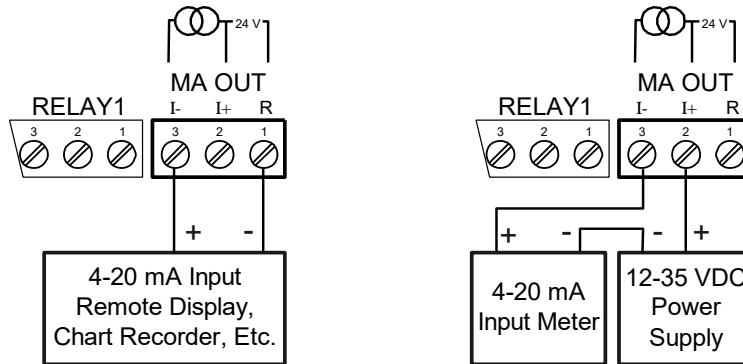 24 V
MA OUT
RELAY1
I- I+ R
3 2 1 3 2 1
+ -
4-20 mA Input
Remote Display,
Chart Recorder, Etc.
24 V
MA OUT
RELAY1
I- I+ R
3 2 1 3 2 1
+ - - +
4-20 mA
Input Meter
12-35 VDC
Power
Supply